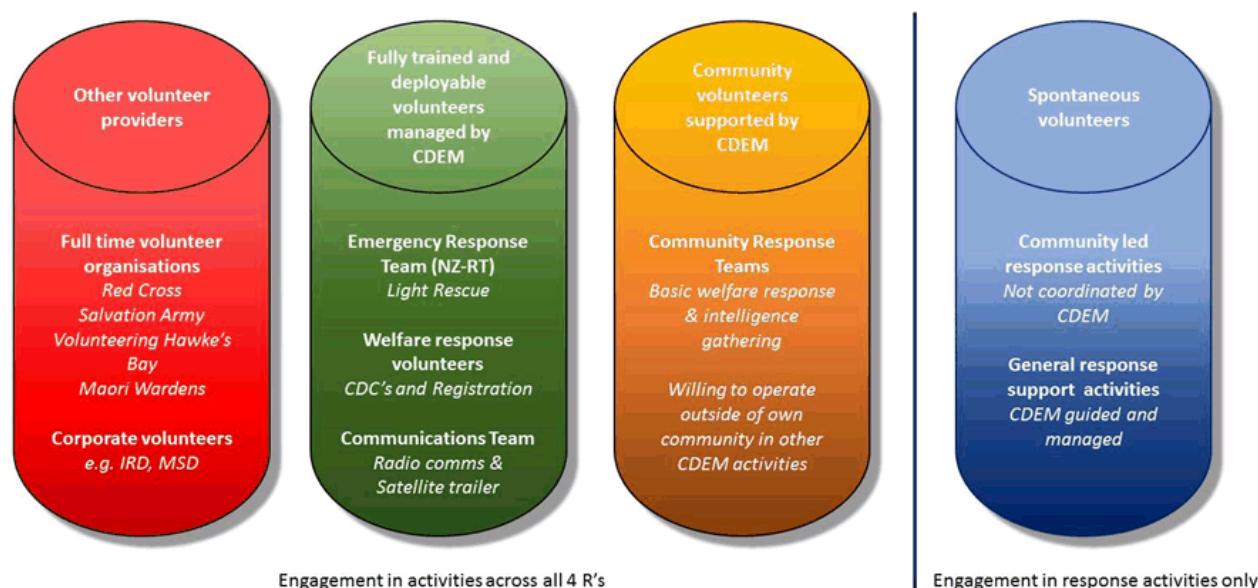 Other volunteer
providers
Full time volunteer
organisations
Red Cross
Salvation Army
Volunteering Hawke's
Bay
Maori Wardens
Corporate volunteers
e.g. IRD, MSD
Fully trained and
deployable
volunteers
managed by
CDEM
Emergency Response
Team (NZ-RT)
Light Rescue
Welfare response
volunteers
CDC's and Registration
Communications Team
Radio comms &
Satellite trailer
Community
volunteers
supported by
CDEM
Community Response
Teams
Basic welfare response
& intelligence
gathering
Willing to operate
outside of own
community in other
CDEM activities
Spontaneous
volunteers
Community led
response activities
Not coordinated by
CDEM
General response
support activities
CDEM guided and
managed
Engagement in activities across all 4 R's
Engagement in response activities only